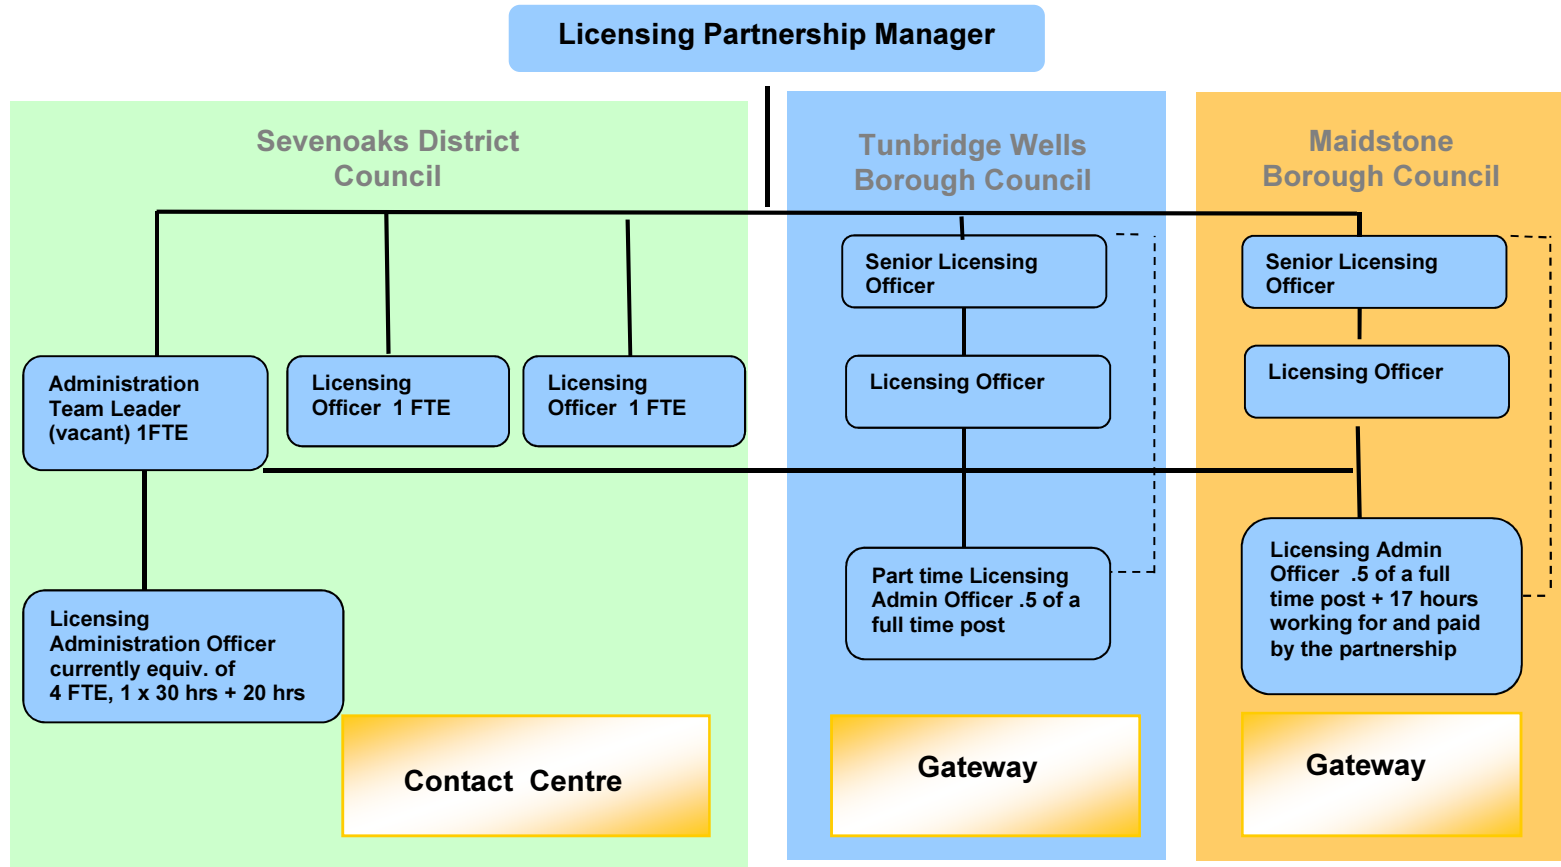 Licensing Partnership Manager
Sevenoaks District
Council
Tunbridge Wells
Borough Council
Maidstone
Borough Council
Senior Licensing
Officer
Senior Licensing
Officer
Administration
Team Leader
(vacant) 1FTE
Licensing
Officer 1 FTE
Licensing
Officer 1 FTE
Licensing Officer
Licensing Officer
Licensing
Administration Officer
currently equiv. of
4 FTE, 1 x 30 hrs + 20 hrs
Part time Licensing
Admin Officer .5 of a
full time post
Licensing Admin
Officer .5 of a full
time post + 17 hours
working for and paid
by the partnership
Contact Centre
Gateway
Gateway